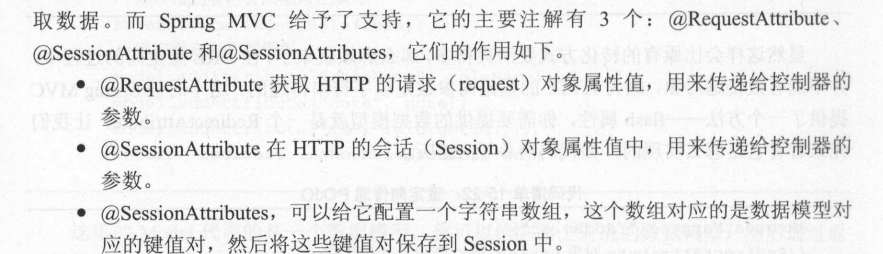 取数据。而 Spring MVC 给予了支持，它的主要注解有 3 个：@RequestAttribute、
@SessionAttribute 和@SessionAttributes，它们的作用如下。
● @RequestAttribute 获取 HTTP 的请求（request）对象属性值，用来传递给控制器的
参数。
● @SessionAttribute 在 HTTP 的会话（Session）对象属性值中，用来传递给控制器的
参数。
● @SessionAttributes，可以给它配置一个字符串数组，这个数组对应的是数据模型对
应的键值对，然后将这些键值对保存到 Session 中。